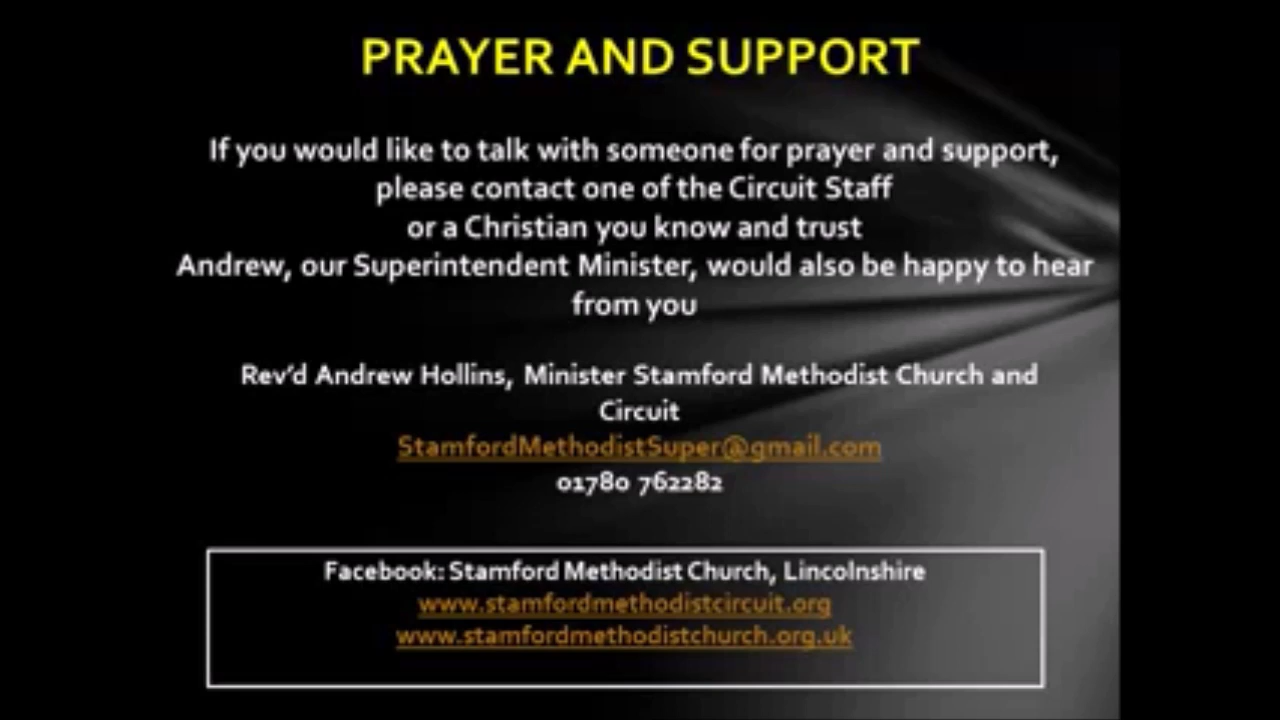 PRAYER AND SUPPORT
If you would like to talk with someone for prayer and support,
please contact one of the Circuit Staff
or a Christian you know and trust
Andrew, our Superintendent Minister, would also be happy to hear
from you
Rev'd Andrew Hollins, Minister Stamford Methodist Church and
Circuit
StamfordMethodistSuper@gmail.com
01780 762282
Facebook: Stamford Methodist Church, Lincolnshire
www.stamfordmethodistcircuit.org
www.stamfordmethodistchurch.org.uk